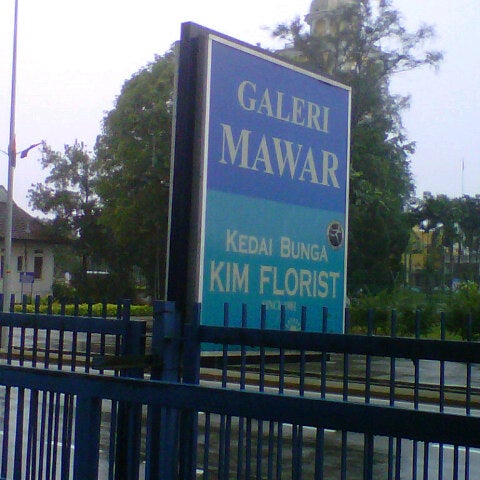 GALERI
MAWAR
KEDAI BUNGA
KIM FLORIST